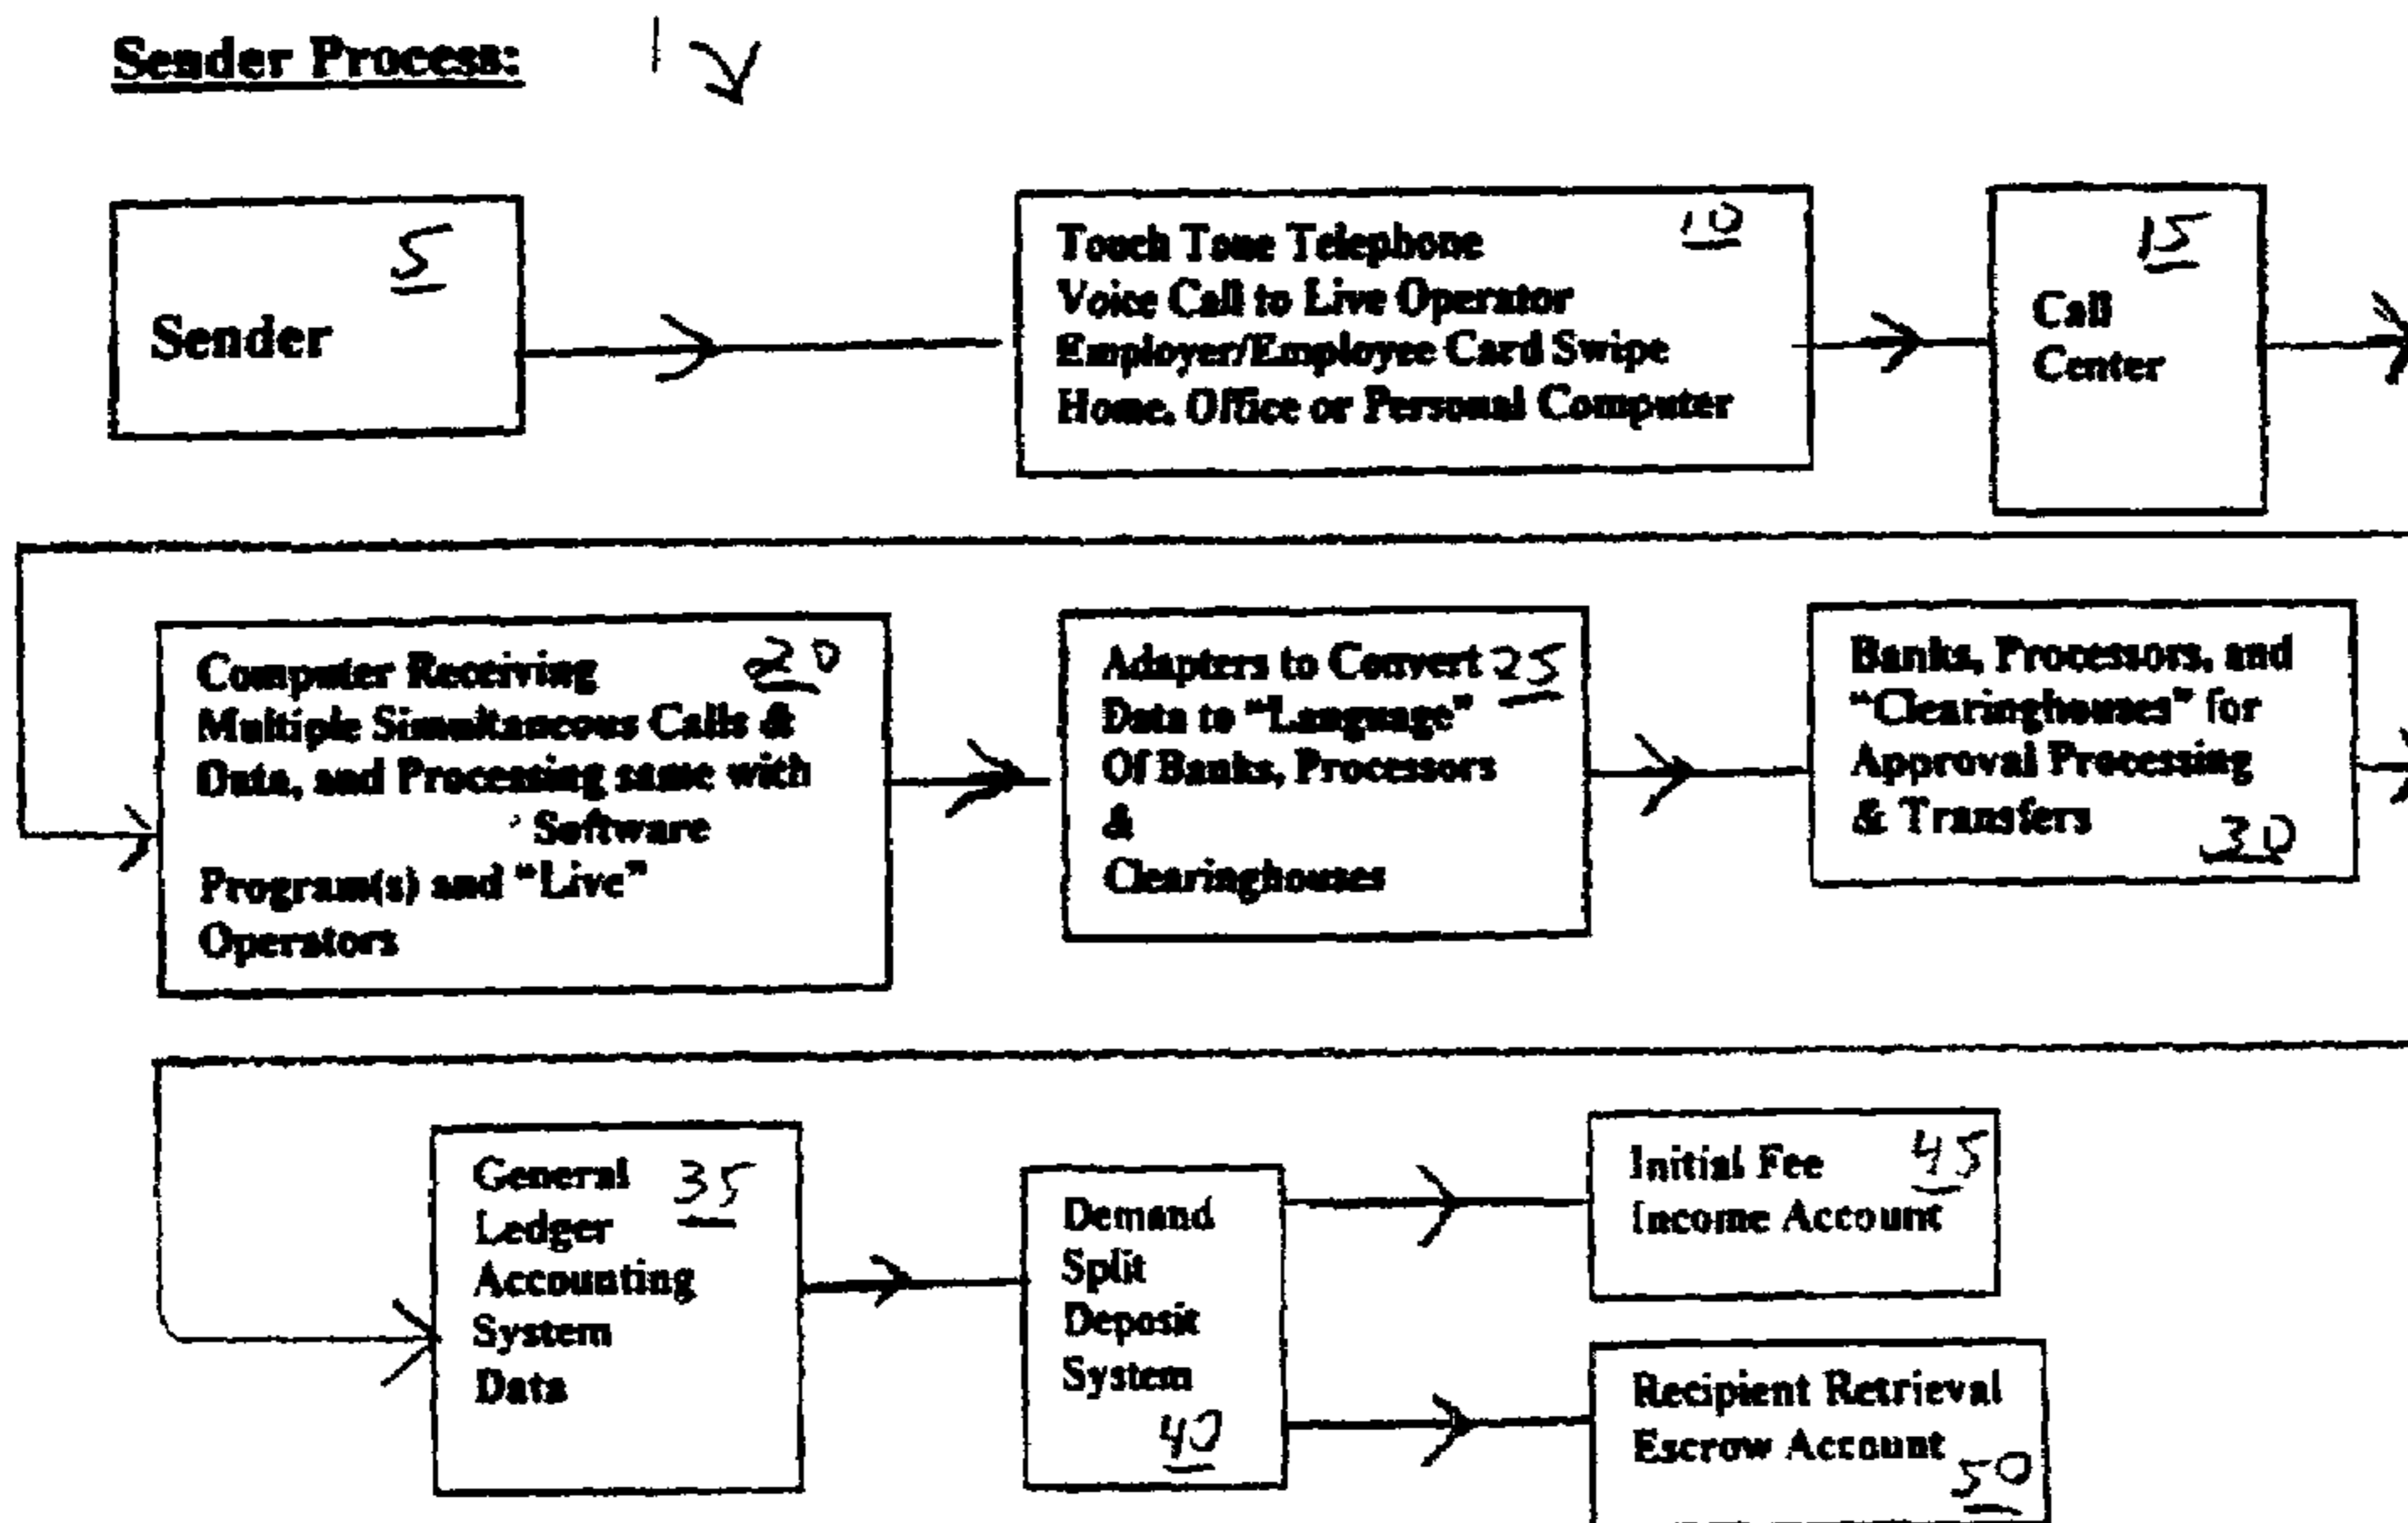 Sender Process:
1
5
Sender
10
Touch Tone Telephone
Voice Call to Live Operator
Employer/Employee Card Swipe
Home, Office or Personal Computer
15
Call
Center
20
Computer Receiving
Multiple Simultaneous Calls &
Data, and Processing same with
Software
Program(s) and "Live"
Operators
Adapters to Convert 25
Data to "Language"
Of Banks, Processors
&
Clearinghouses
Banks, Processors, and
"Clearinghouses" for
Approval Processing
& Transfers
30
General 35
Ledger
Accounting
System
Data
Demand
Split
Deposit
System
40
Initial Fee 45
Income Account
Recipient Retrieval
Escrow Account
50